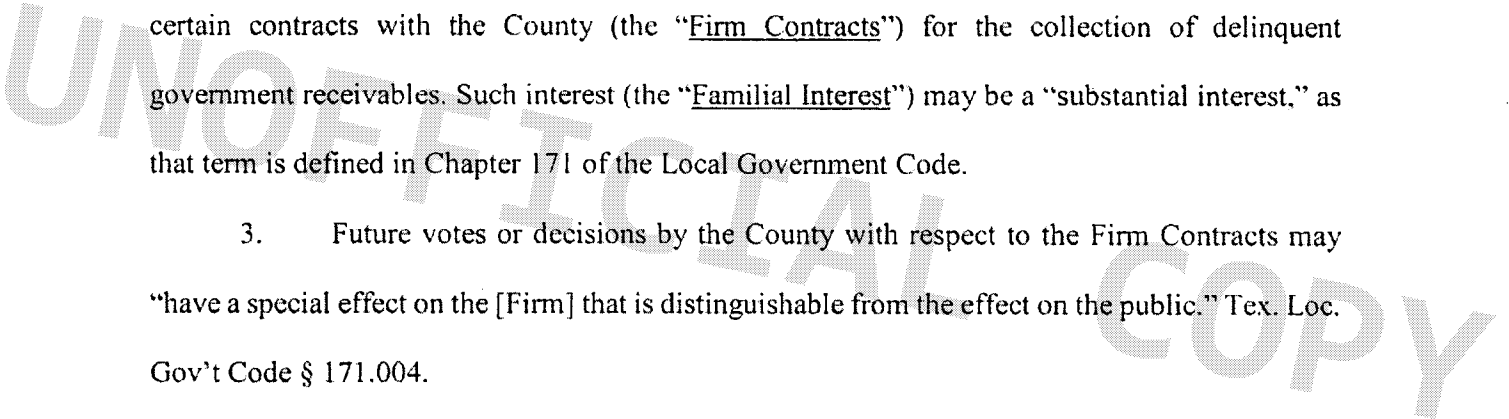 certain contracts with the County (the “Firm Contracts”) for the collection of delinquent
government receivables. Such interest (the “Familial Interest”) may be a “substantial interest,” as
that term is defined in Chapter 171 of the Local Government Code.
3. Future votes or decisions by the County with respect to the Firm Contracts may
“have a special effect on the [Firm] that is distinguishable from the effect on the public.” Tex. Loc.
Gov’t Code § 171.004.
UNOFFICIAL COPY